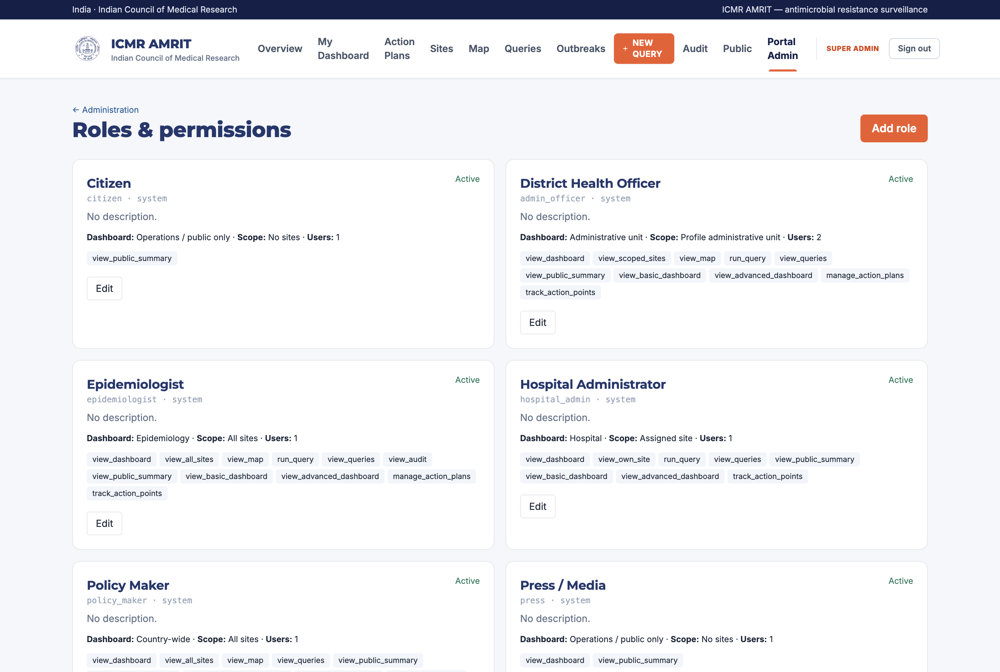 India · Indian Council of Medical Research
ICMR AMRIT — antimicrobial resistance surveillance
ICMR AMRIT
Indian Council of Medical Research
Overview
My Dashboard
Action Plans
Sites
Map
Queries
Outbreaks
+ NEW QUERY
Audit
Public
Portal Admin
SUPER ADMIN
Sign out
← Administration
Roles & permissions
Add role
Citizen
Active
citizen · system
No description.
Dashboard: Operations / public only · Scope: No sites · Users: 1
view_public_summary
Edit
District Health Officer
Active
admin_officer · system
No description.
Dashboard: Administrative unit · Scope: Profile administrative unit · Users: 2
view_dashboard view_scoped_sites view_map run_query view_queries
view_public_summary view_basic_dashboard view_advanced_dashboard manage_action_plans
track_action_points
Edit
Epidemiologist
Active
epidemiologist · system
No description.
Dashboard: Epidemiology · Scope: All sites · Users: 1
view_dashboard view_all_sites view_map run_query view_queries view_audit
view_public_summary view_basic_dashboard view_advanced_dashboard manage_action_plans
track_action_points
Edit
Hospital Administrator
Active
hospital_admin · system
No description.
Dashboard: Hospital · Scope: Assigned site · Users: 1
view_dashboard view_own_site run_query view_queries view_public_summary
view_basic_dashboard view_advanced_dashboard track_action_points
Edit
Policy Maker
Active
policy_maker · system
No description.
Dashboard: Country-wide · Scope: All sites · Users: 1
view_dashboard view_all_sites view_map view_queries view_public_summary
Press / Media
Active
press · system
No description.
Dashboard: Operations / public only · Scope: No sites · Users: 1
view_dashboard view_public_summary